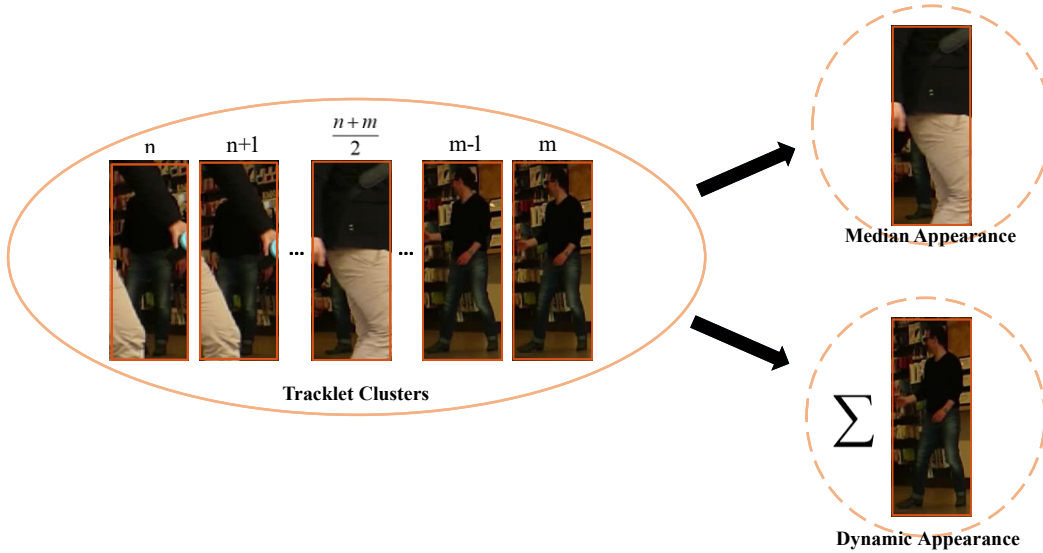 n n+1 n+m/2 m-1 m
... ...
Tracklet Clusters
Median Appearance
∑
Dynamic Appearance